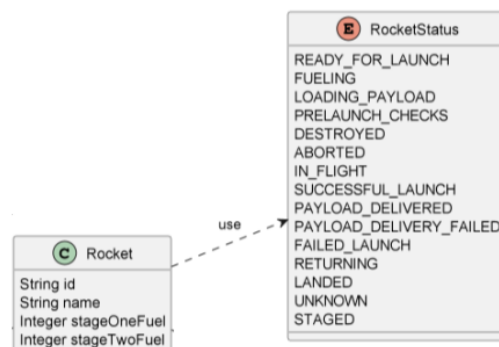 E RocketStatus
READY_FOR_LAUNCH
FUELING
LOADING_PAYLOAD
PRELAUNCH_CHECKS
DESTROYED
ABORTED
IN_FLIGHT
SUCCESSFUL_LAUNCH
PAYLOAD_DELIVERED
PAYLOAD_DELIVERY_FAILED
FAILED_LAUNCH
RETURNING
LANDED
UNKNOWN
STAGED
use
C Rocket
String id
String name
Integer stageOneFuel
Integer stageTwoFuel